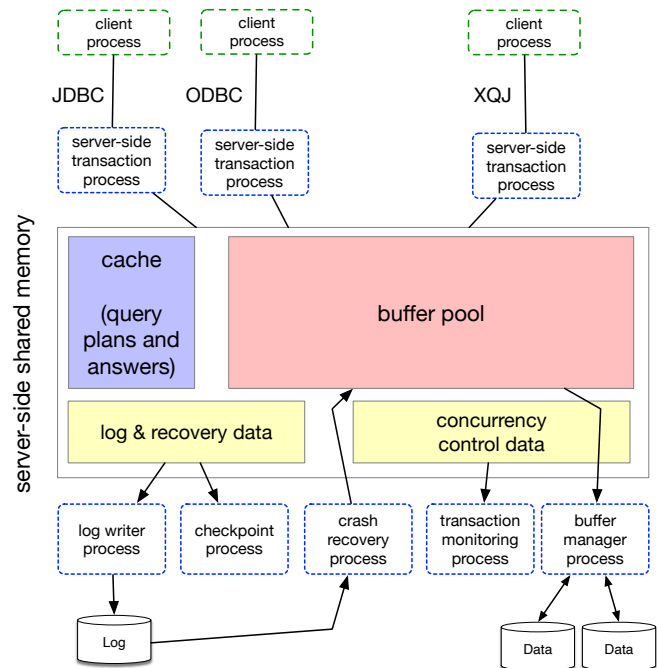 client
process
client
process
client
process
JDBC
ODBC
XQJ
server-side
transaction
process
server-side
transaction
process
server-side
transaction
process
server-side shared memory
cache
(query
plans and
answers)
buffer pool
log & recovery data
concurrency
control data
log writer
process
checkpoint
process
crash
recovery
process
transaction
monitoring
process
buffer
manager
process
Log
Data
Data